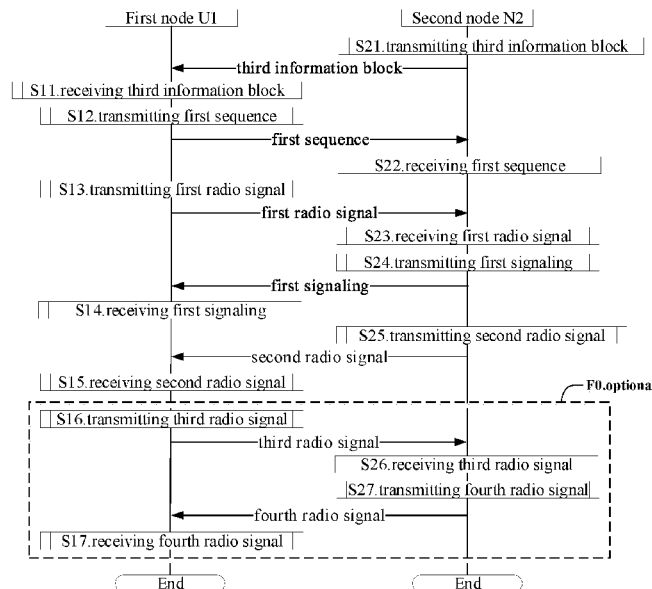 First node U1
Second node N2
S21.transmitting third information block
third information block
S11.receiving third information block
S12.transmitting first sequence
first sequence
S22.receiving first sequence
S13.transmitting first radio signal
first radio signal
S23.receiving first radio signal
S24.transmitting first signaling
first signaling
S14.receiving first signaling
S25.transmitting second radio signal
second radio signal
S15.receiving second radio signal
F0.optiona
S16.transmitting third radio signal
third radio signal
S26.receiving third radio signal
S27.transmitting fourth radio signal
fourth radio signal
S17.receiving fourth radio signal
End
End